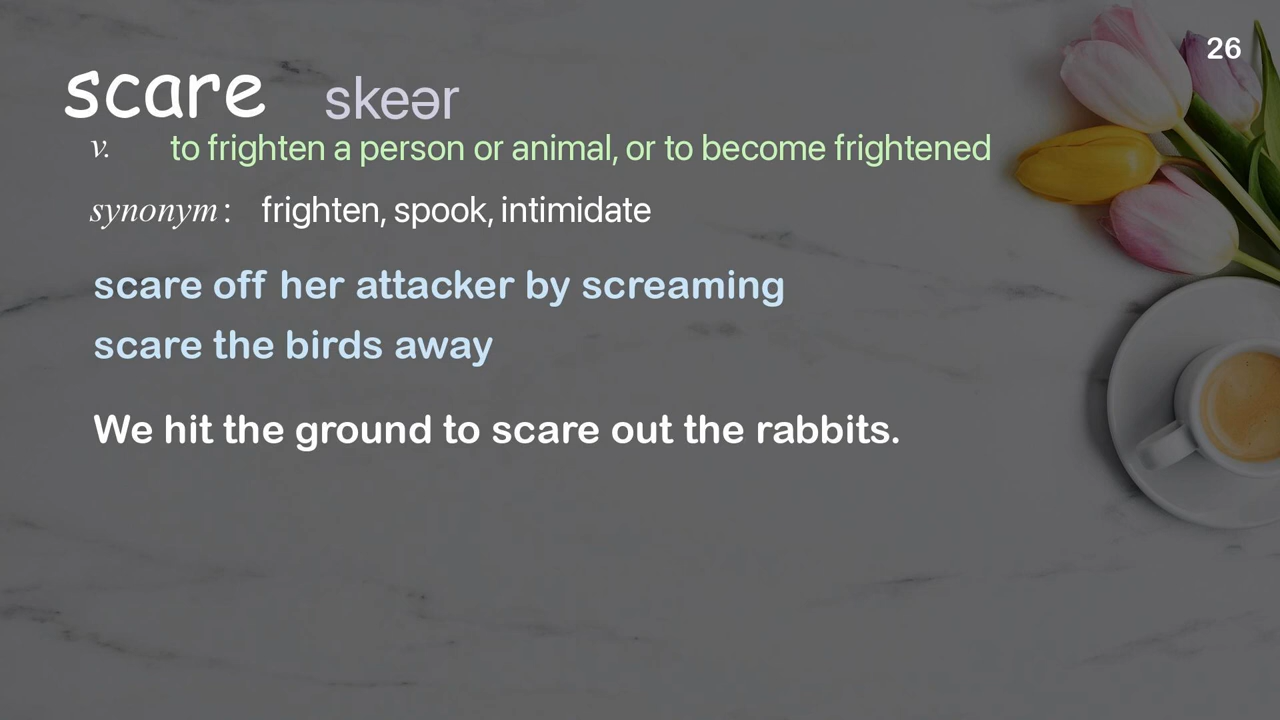 26
scare skeər
v. to frighten a person or animal, or to become frightened
synonym: frighten, spook, intimidate
scare off her attacker by screaming
scare the birds away
We hit the ground to scare out the rabbits.